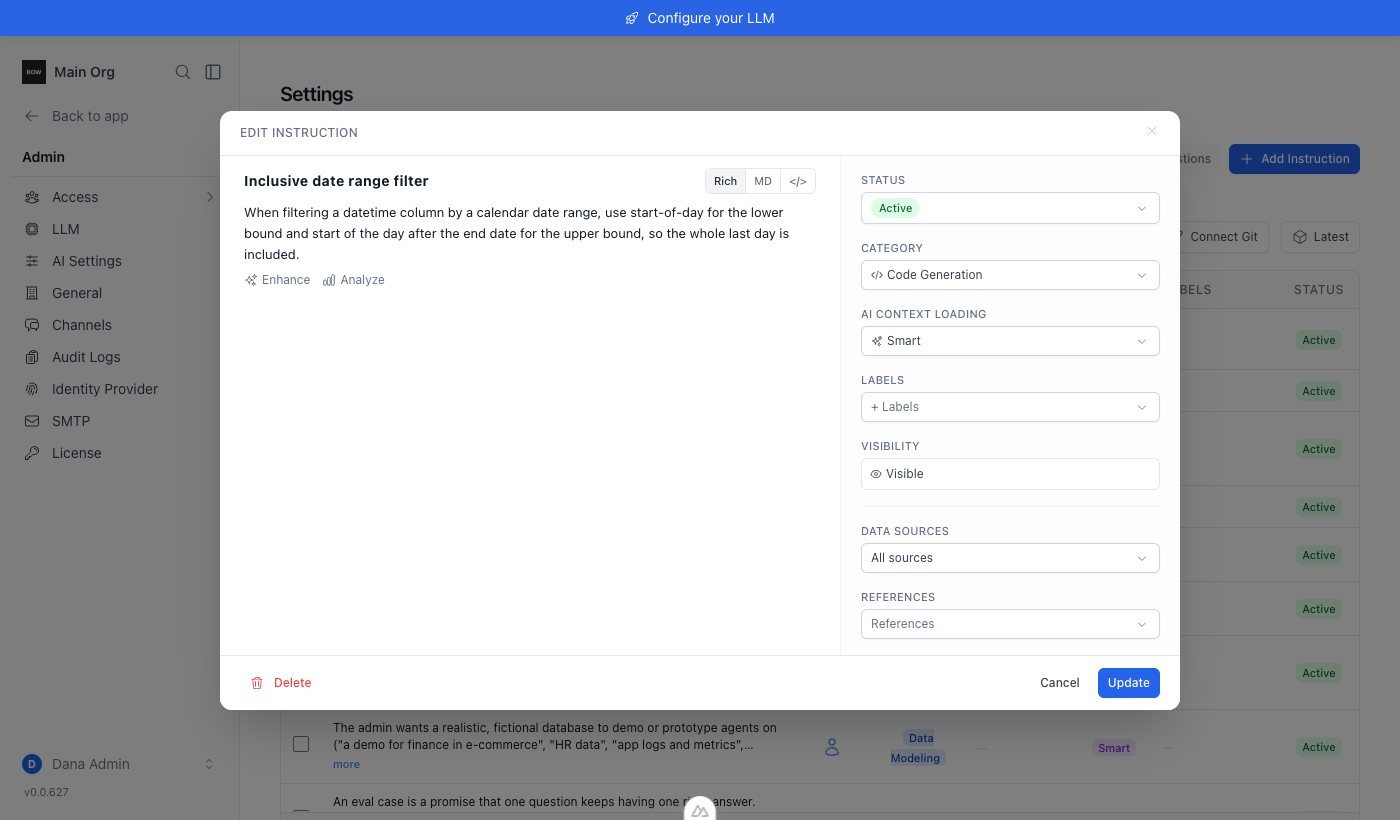 Configure your LLM
BOW
Main Org
Back to app
Admin
Access
LLM
AI Settings
General
Channels
Audit Logs
Identity Provider
SMTP
License
D
Dana Admin
v0.0.627
Settings
Add Instruction
Connect Git
Latest
STATUS
Active
Active
Active
Active
Active
Active
Active
EDIT INSTRUCTION
Inclusive date range filter
Rich
MD
</>
When filtering a datetime column by a calendar date range, use start-of-day for the lower
bound and start of the day after the end date for the upper bound, so the whole last day is
included.
Enhance
Analyze
STATUS
Active
CATEGORY
</> Code Generation
AI CONTEXT LOADING
Smart
LABELS
+ Labels
VISIBILITY
Visible
DATA SOURCES
All sources
REFERENCES
References
Delete
Cancel
Update
The admin wants a realistic, fictional database to demo or prototype agents on
("a demo for finance in e-commerce", "HR data", "app logs and metrics",...
more
Data
Modeling
Smart
Active
An eval case is a promise that one question keeps having one answer.